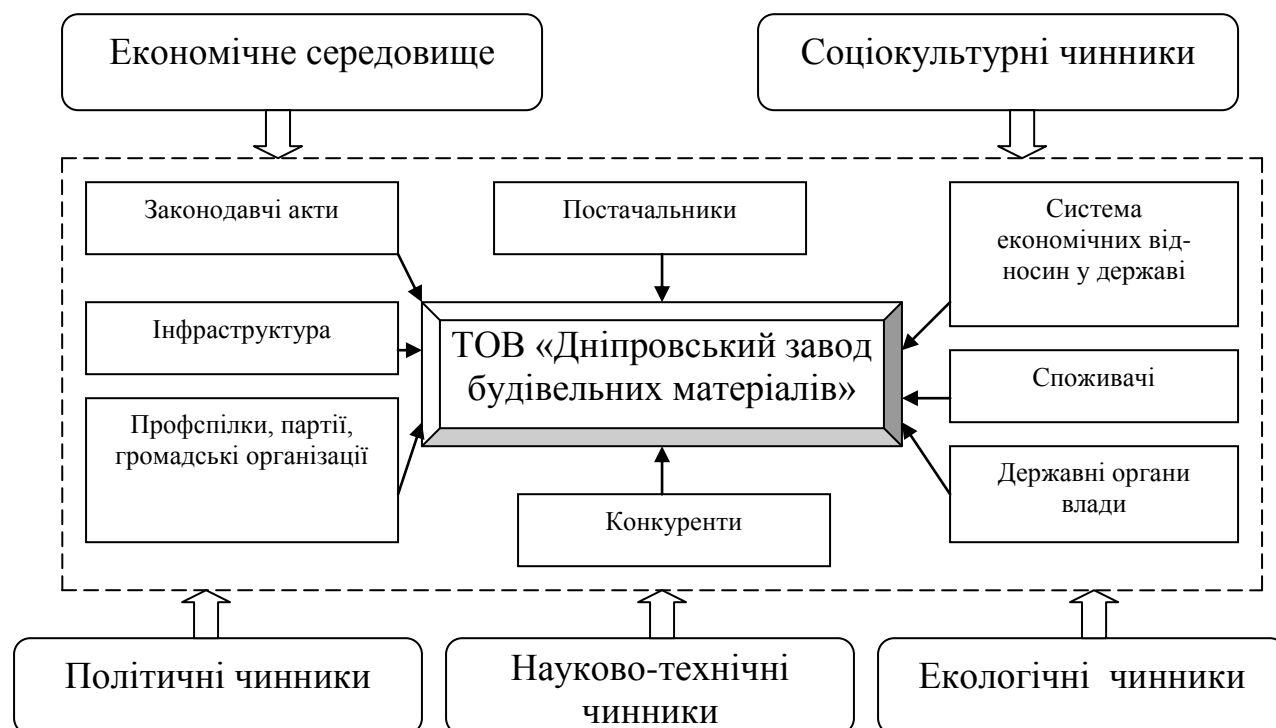 Економічне середовище
Соціокультурні чинники
Законодавчі акти
Постачальники
Система
економічних від-
носин у державі
Інфраструктура
ТОВ «Дніпровський завод
будівельних матеріалів»
Споживачі
Профспілки, партії,
громадські організації
Державні органи
влади
Конкуренти
Політичні чинники
Науково-технічні
чинники
Екологічні чинники